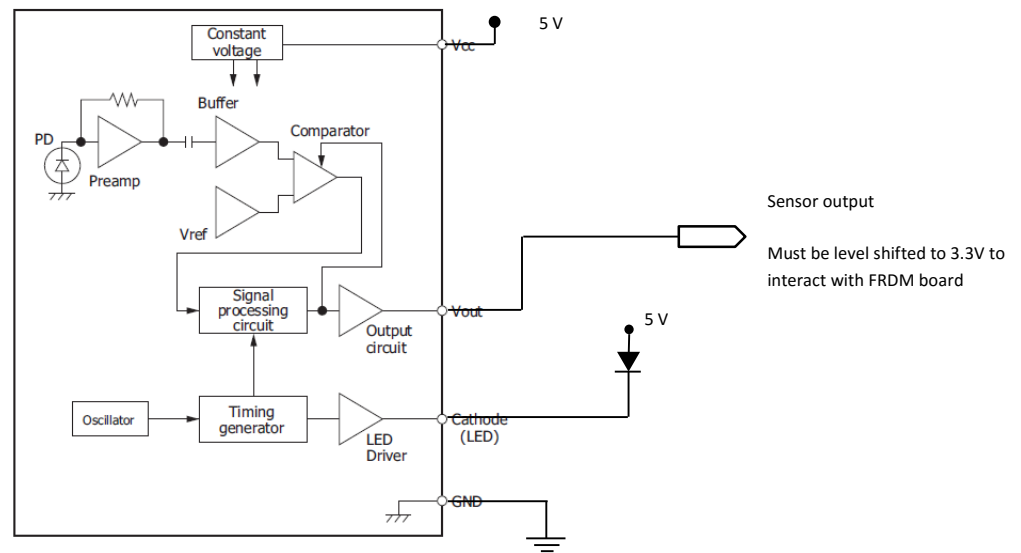 5 V
Constant
voltage
Vcc
Buffer
Comparator
PD
Preamp
Vref
Sensor output
Must be level shifted to 3.3V to
interact with FRDM board
Signal
processing
circuit
Vout
Output
circuit
5 V
Oscillator
Timing
generator
LED
Driver
Cathode
(LED)
GND